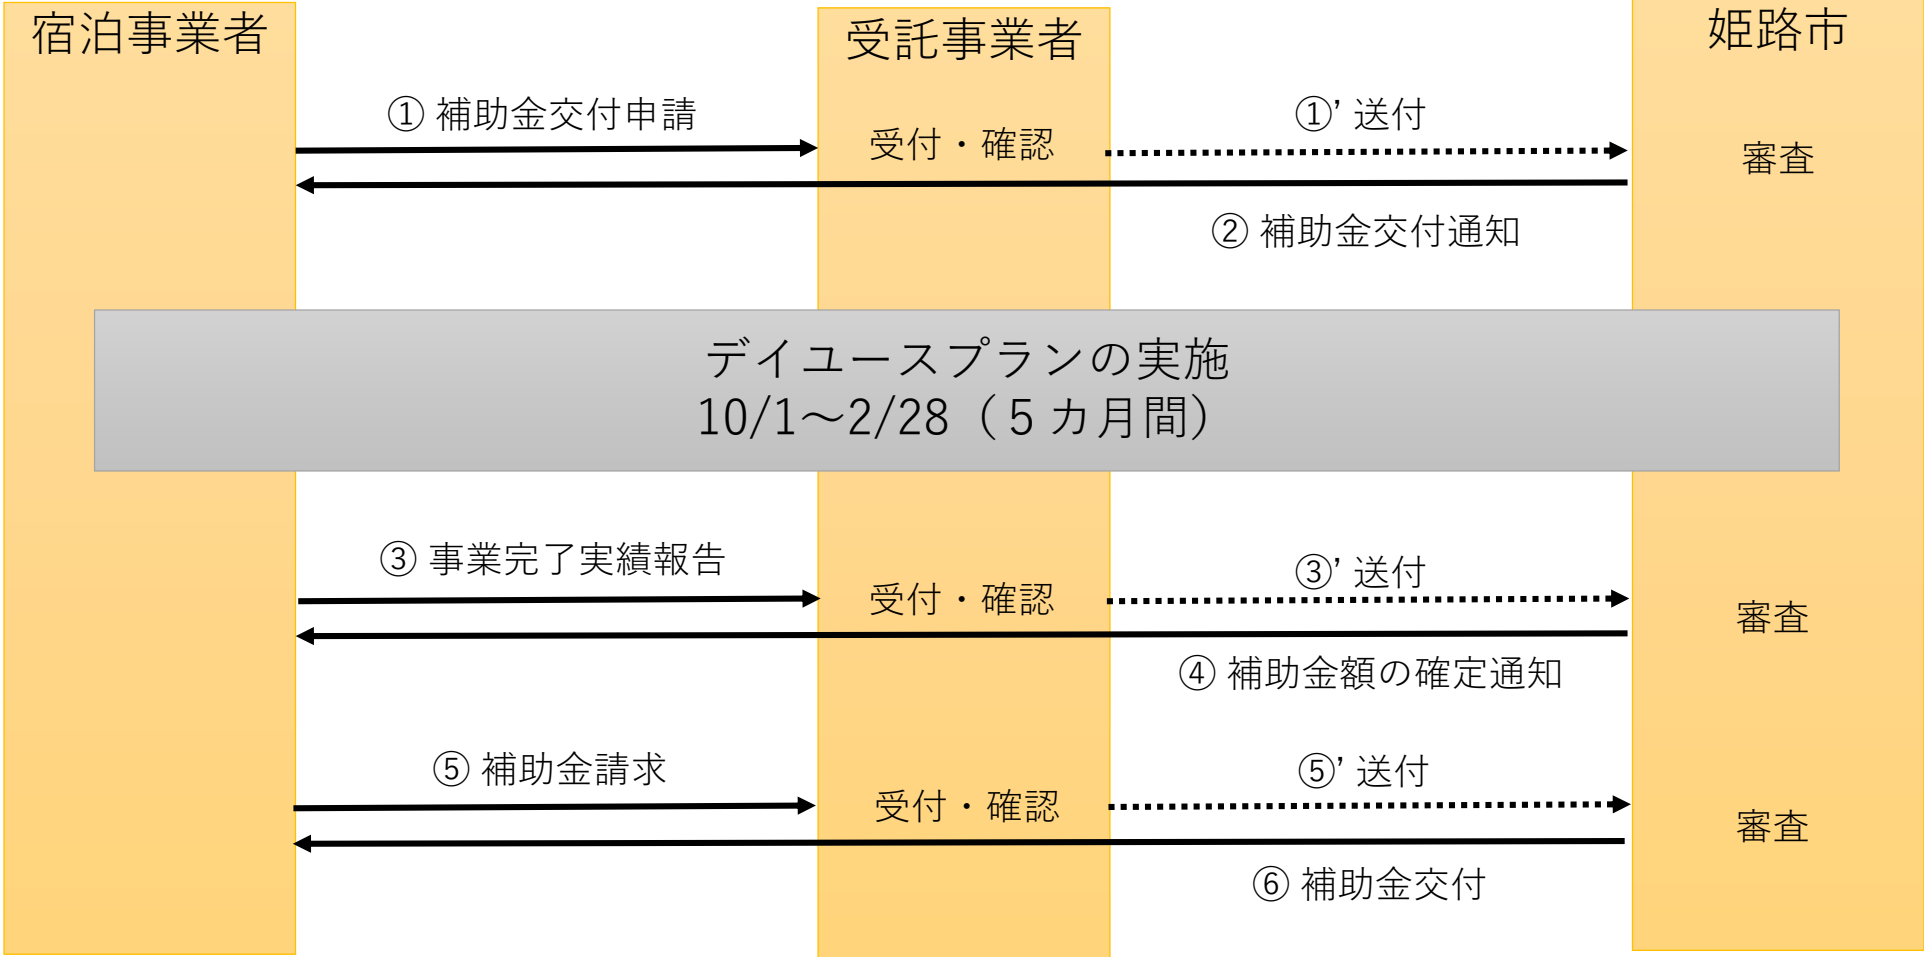 宿泊事業者
受託事業者
姫路市
① 補助金交付申請
受付・確認
①’ 送付
審査
② 補助金交付通知
デイユースプランの実施
10/1～2/28（５カ月間）
③ 事業完了実績報告
受付・確認
③’ 送付
審査
④ 補助金額の確定通知
⑤ 補助金請求
受付・確認
⑤’ 送付
審査
⑥ 補助金交付